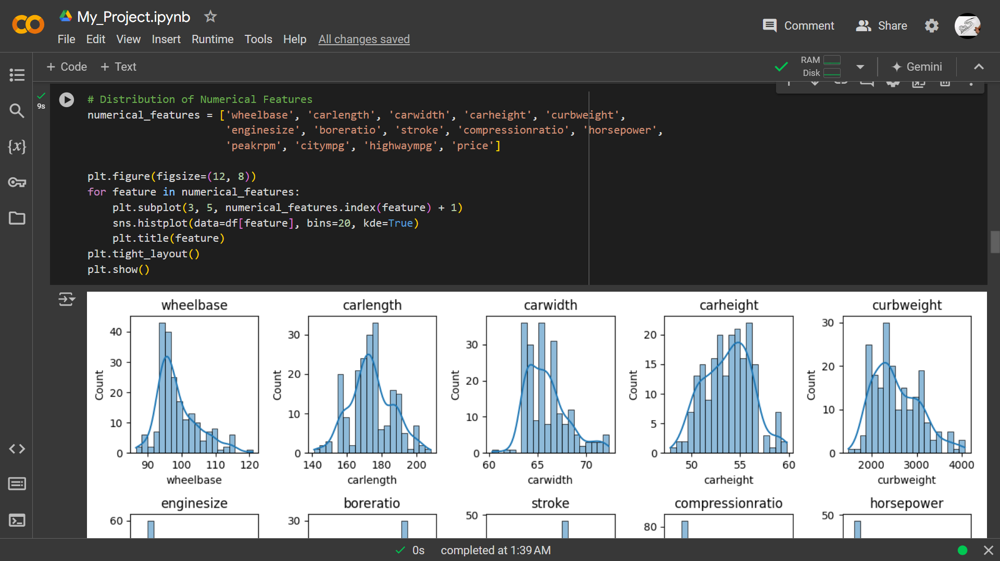 My_Project.ipynb
File Edit View Insert Runtime Tools Help All changes saved
Comment Share
+ Code + Text
RAM
Disk
Gemini
{x}
9s
# Distribution of Numerical Features
numerical_features = ['wheelbase', 'carlength', 'carwidth', 'carheight', 'curbweight',
'enginesize', 'boreratio', 'stroke', 'compressionratio', 'horsepower',
'peakrpm', 'citympg', 'highwaympg', 'price']
plt.figure(figsize=(12, 8))
for feature in numerical_features:
plt.subplot(3, 5, numerical_features.index(feature) + 1)
sns.histplot(data=df[feature], bins=20, kde=True)
plt.title(feature)
plt.tight_layout()
plt.show()
wheelbase
Count
40
30
20
10
0
90 100 110 120
wheelbase
carlength
Count
30
20
10
0
140 160 180 200
carlength
carwidth
Count
30
20
10
0
60 65 70
carwidth
carheight
Count
20
15
10
5
0
50 55 60
carheight
curbweight
Count
30
20
10
0
2000 3000 4000
curbweight
enginesize
60
boreratio
30
stroke
50
compressionratio
80
horsepower
50
0s completed at 1:39 AM